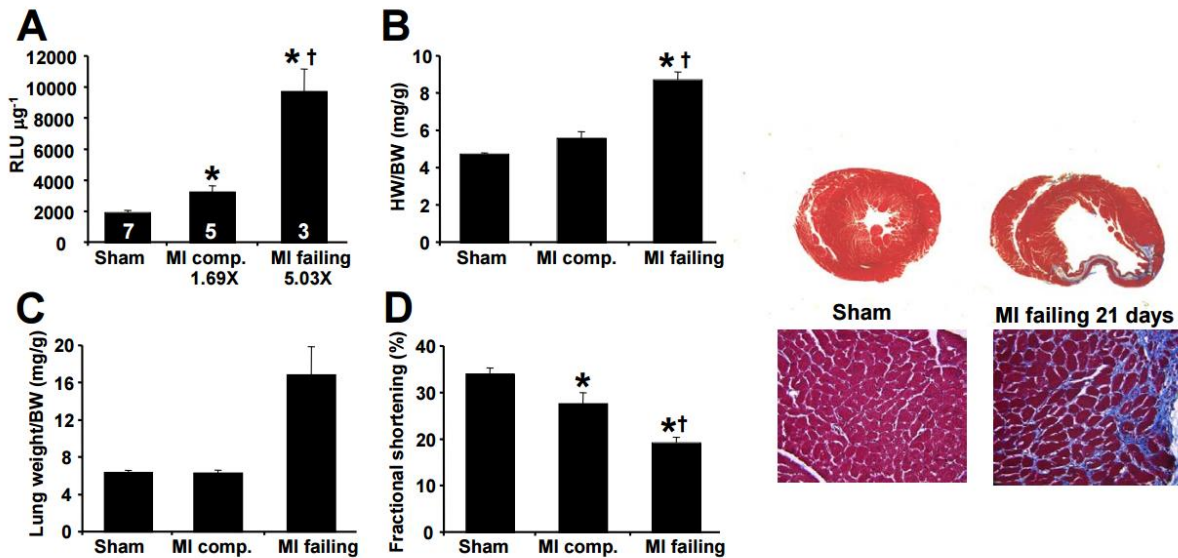 A
RLU µg-1
12000
10000
8000
6000
4000
2000
0
*
* †
7
5
3
Sham
MI comp.
MI failing
1.69X
5.03X
B
HW/BW (mg/g)
10
8
6
4
2
0
* †
Sham
MI comp.
MI failing
C
Lung weight/BW (mg/g)
20
16
12
8
4
0
Sham
MI comp.
MI failing
D
Fractional shortening (%)
40
30
20
10
0
*
*†
Sham
MI comp.
MI failing
Sham
MI failing 21 days